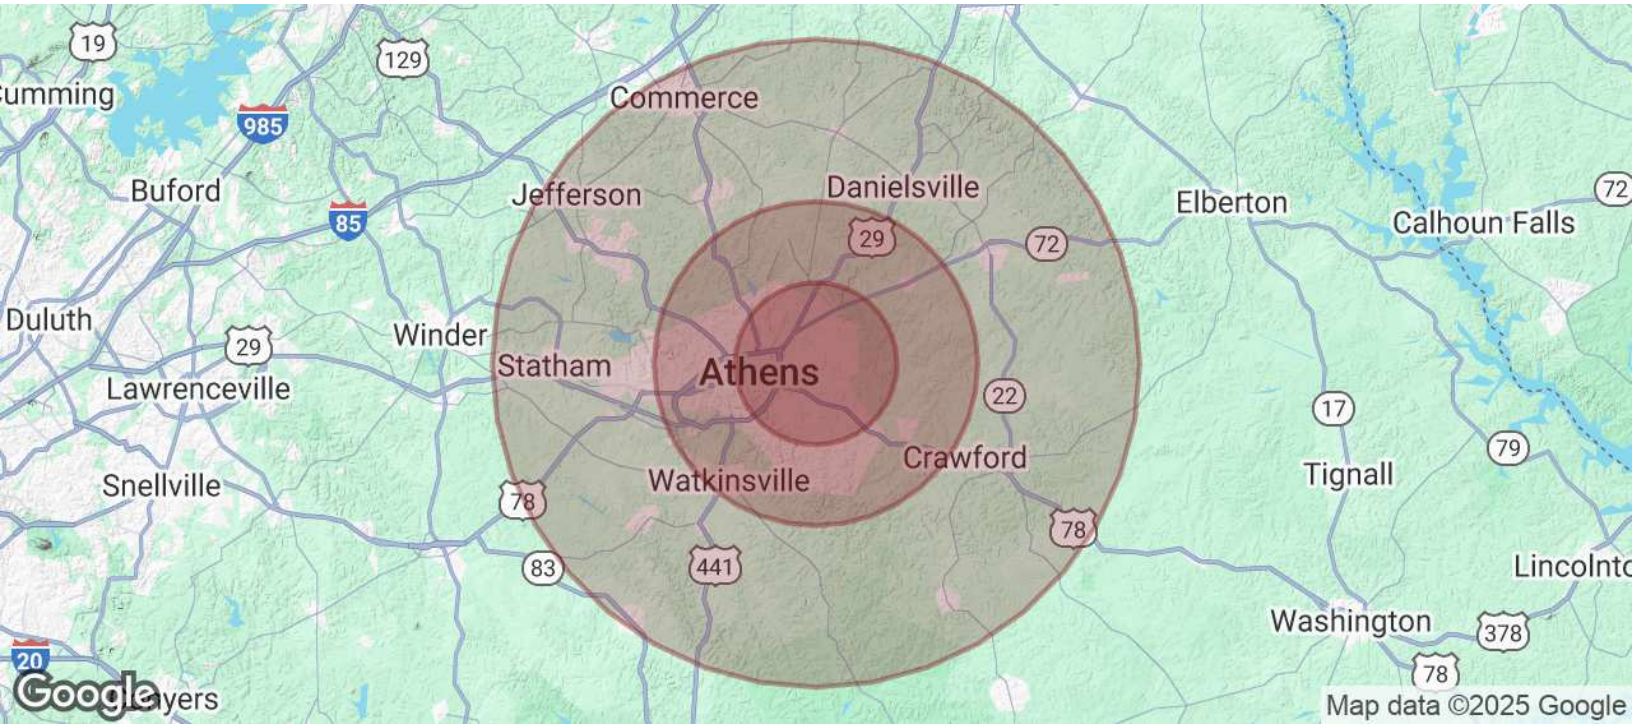 19
129
Cumming
Commerce
985
Buford
Jefferson
Danielsville
Elberton
72
85
Calhoun Falls
29
72
Duluth
Winder
29
Statham
Athens
Lawrenceville
22
17
Crawford
79
Snellville
Watkinsville
Tignall
78
78
83
441
Lincolnto
Washington
378
20
78
Google
nyers
Map data ©2025 Google